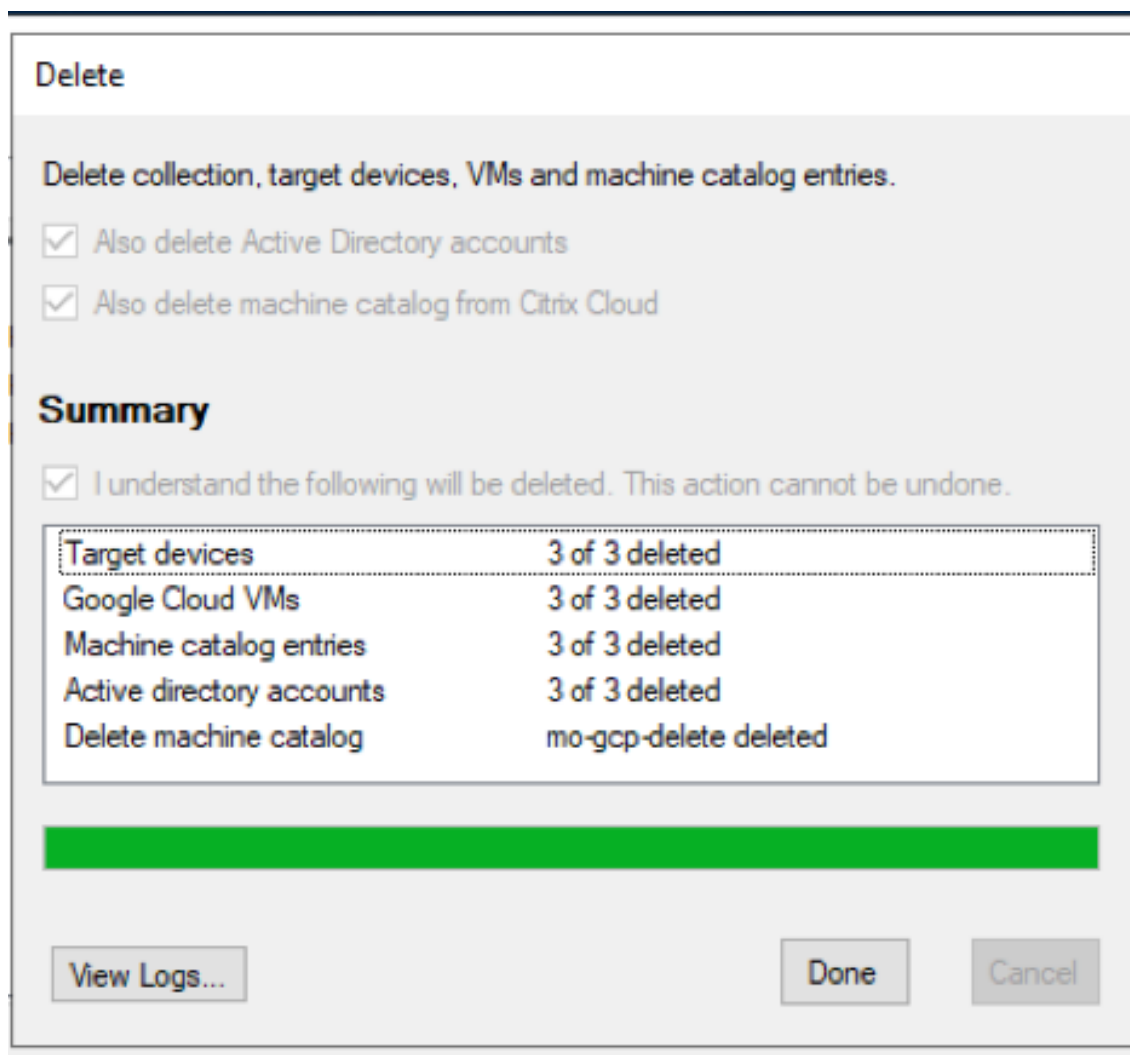 Delete
Delete collection, target devices, VMs and machine catalog entries.
Also delete Active Directory accounts
Also delete machine catalog from Citrix Cloud
Summary
I understand the following will be deleted. This action cannot be undone.
Target devices 3 of 3 deleted
Google Cloud VMs 3 of 3 deleted
Machine catalog entries 3 of 3 deleted
Active directory accounts 3 of 3 deleted
Delete machine catalog mo-gcp-delete deleted
View Logs... Done Cancel